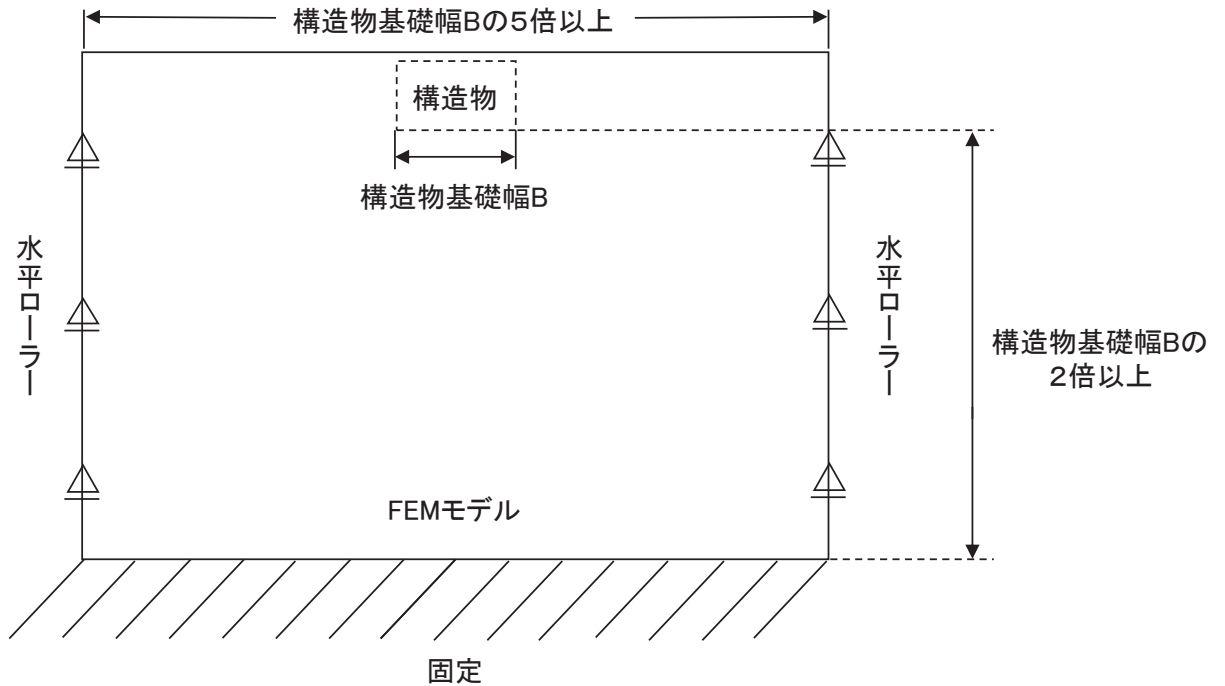 構造物基礎幅Bの5倍以上
構造物
構造物基礎幅B
水平ローラー
水平ローラー
構造物基礎幅Bの
2倍以上
FEMモデル
固定